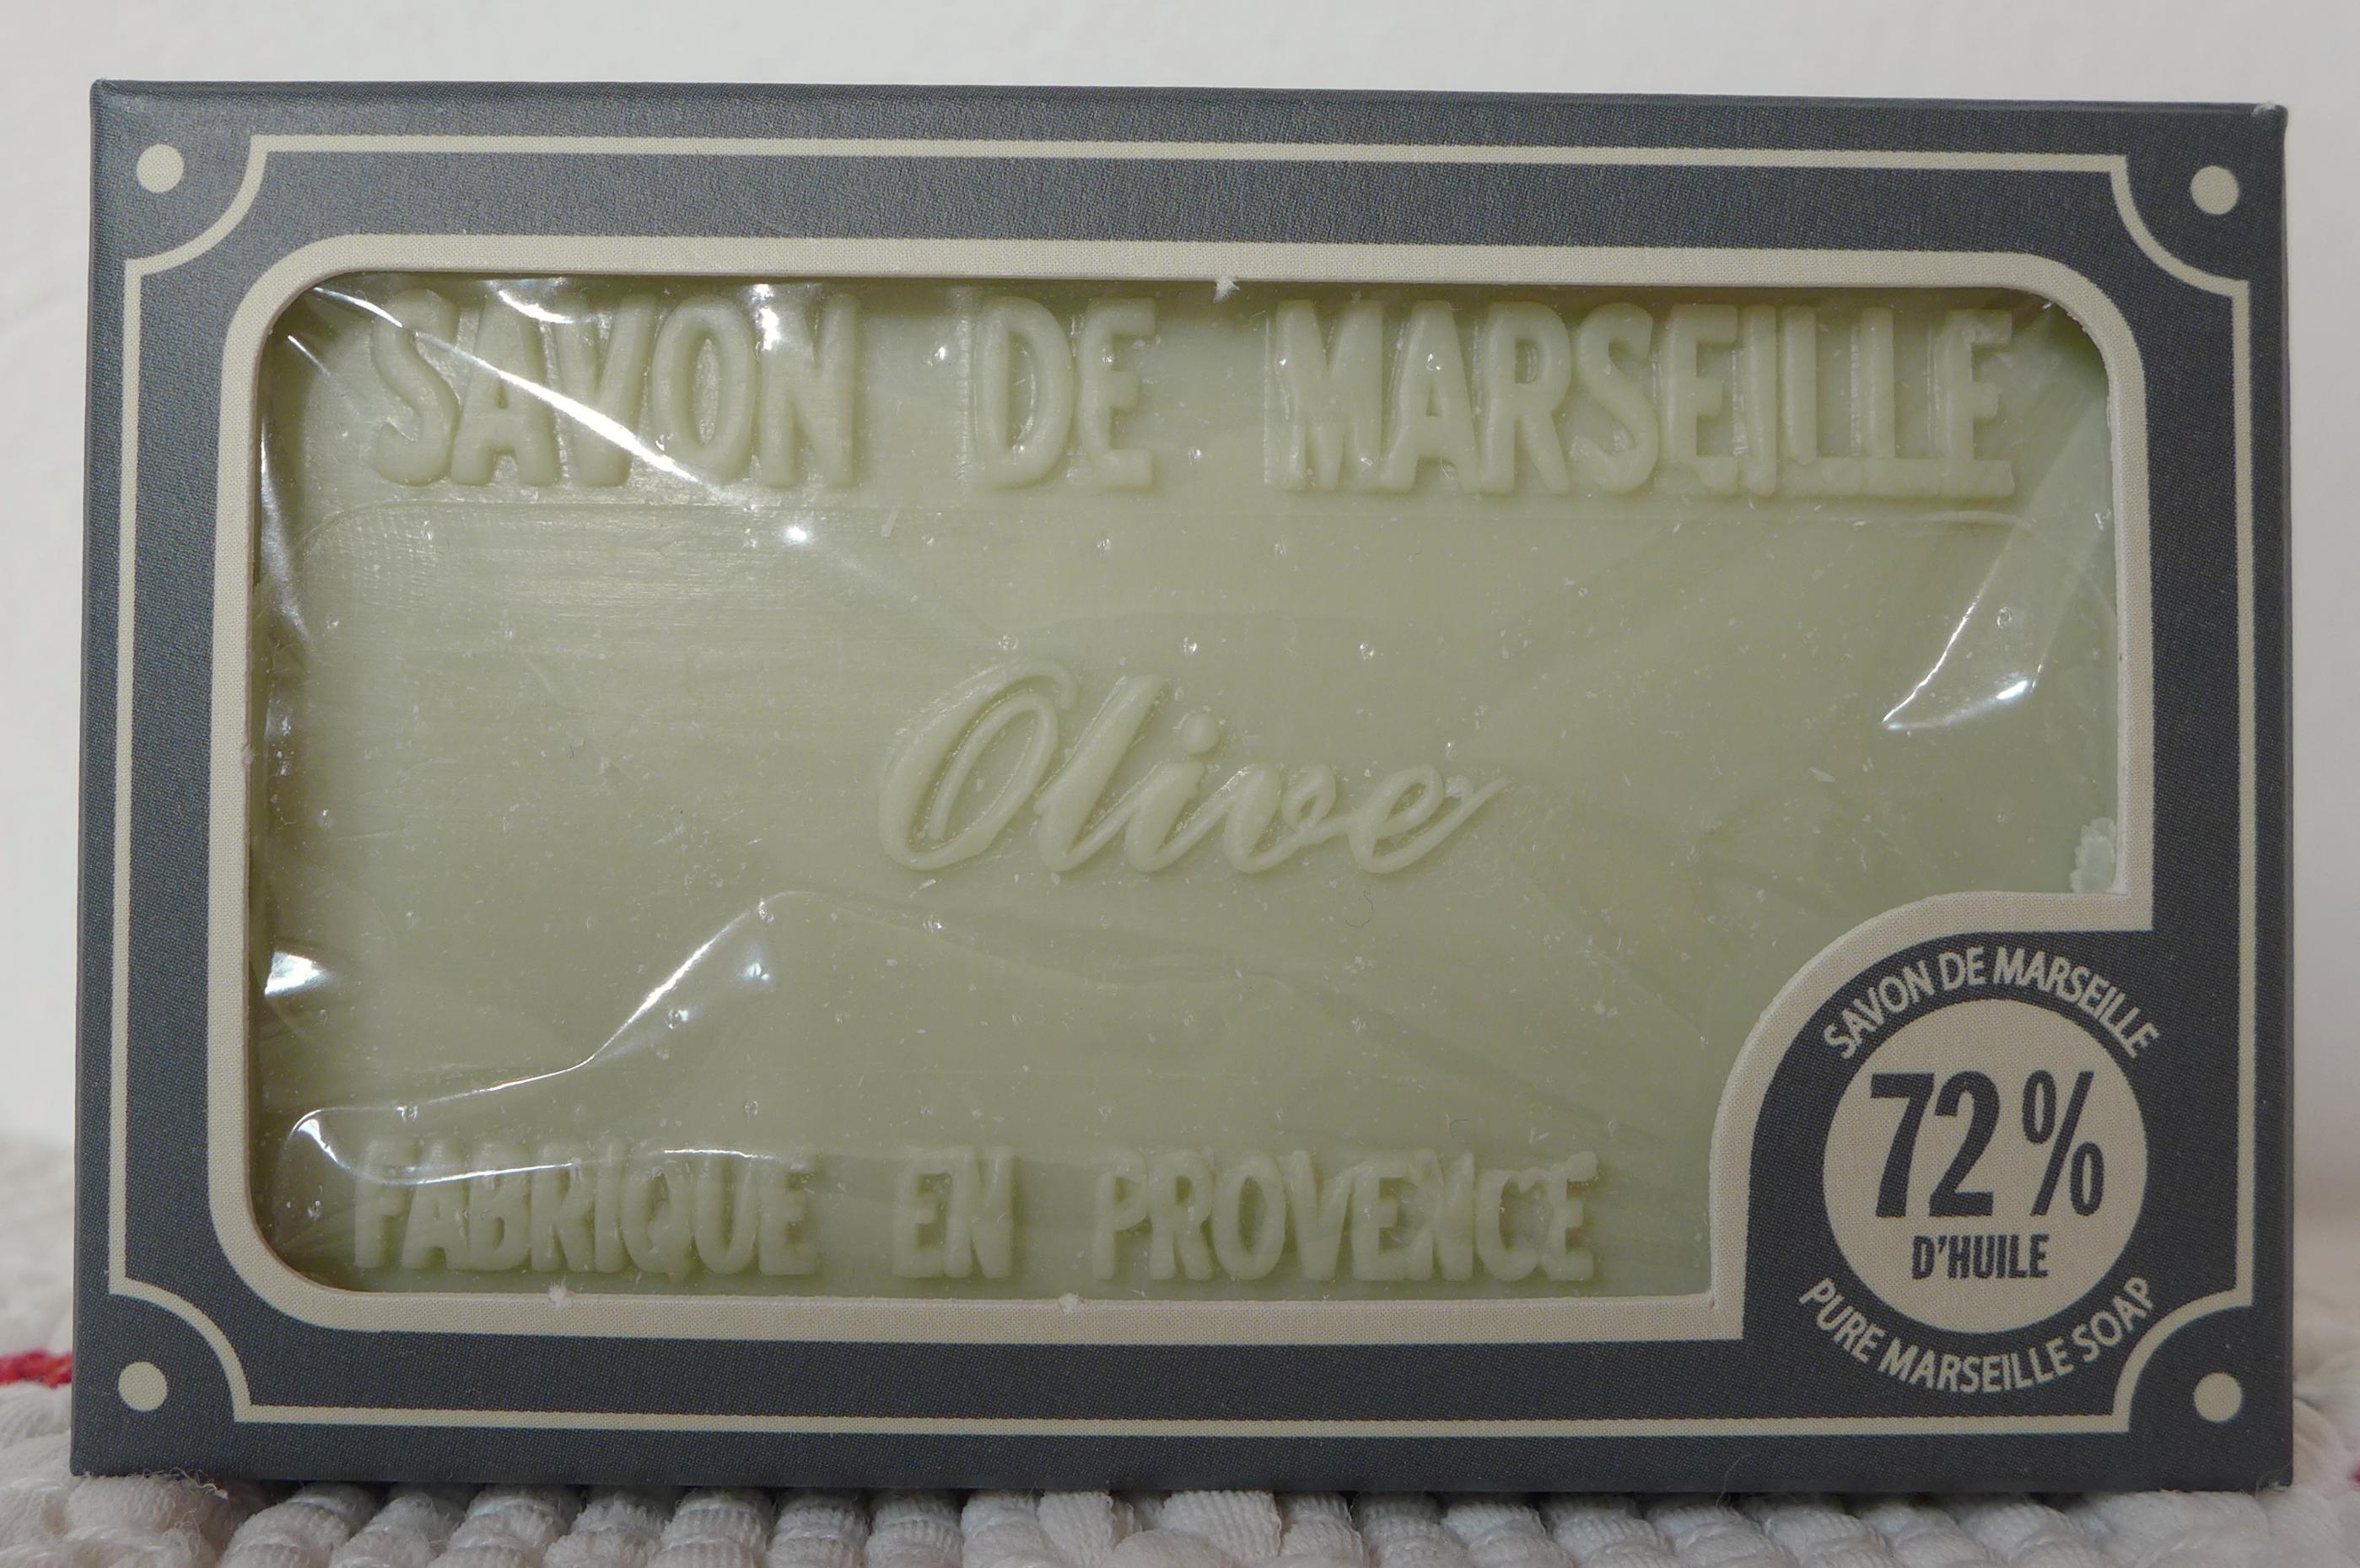 SAVON DE MARSEILLE
Olive
FABRIQUE EN PROVENCE
SAVON DE MARSEILLE
72%
D'HUILE
PURE MARSEILLE SOAP